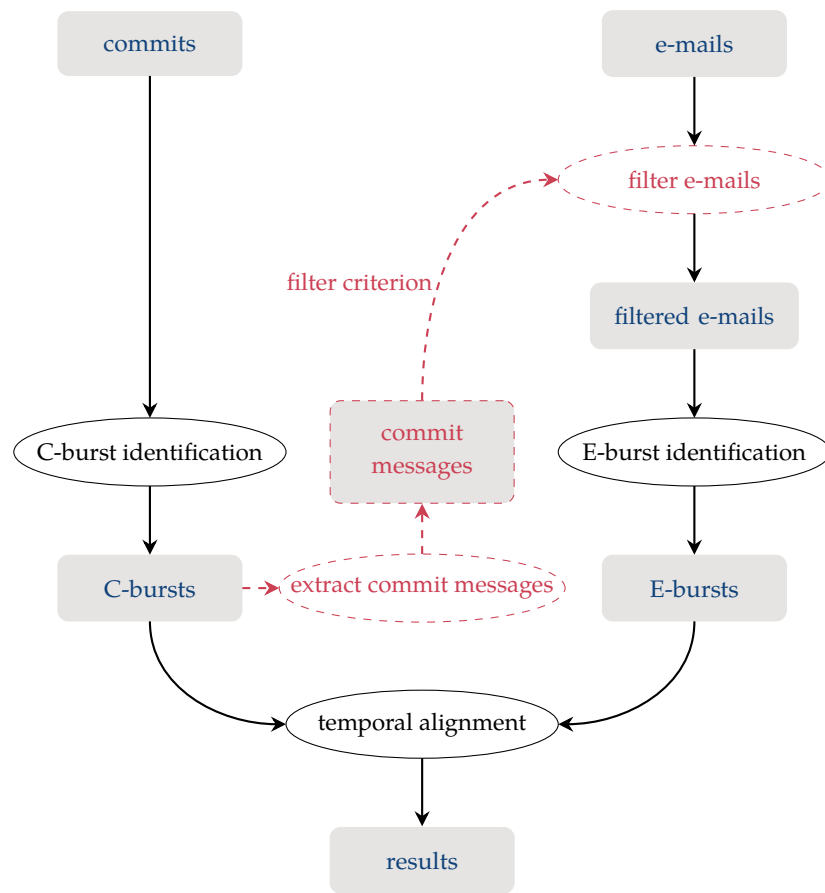 commits
e-mails
filter e-mails
filter criterion
filtered e-mails
commit
messages
C-burst identification
E-burst identification
C-bursts
extract commit messages
E-bursts
temporal alignment
results